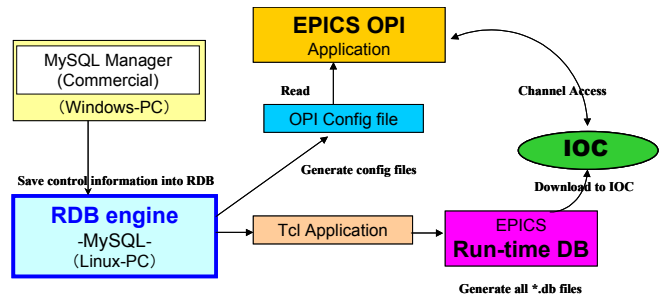 EPICS OPI
Application
MySQL Manager
(Commercial)
（Windows-PC）
Read
Channel Access
OPI Config file
IOC
Generate config files
Save control information into RDB
Download to IOC
RDB engine
-MySQL-
（Linux-PC）
Tcl Application
EPICS
Run-time DB
Generate all *.db files